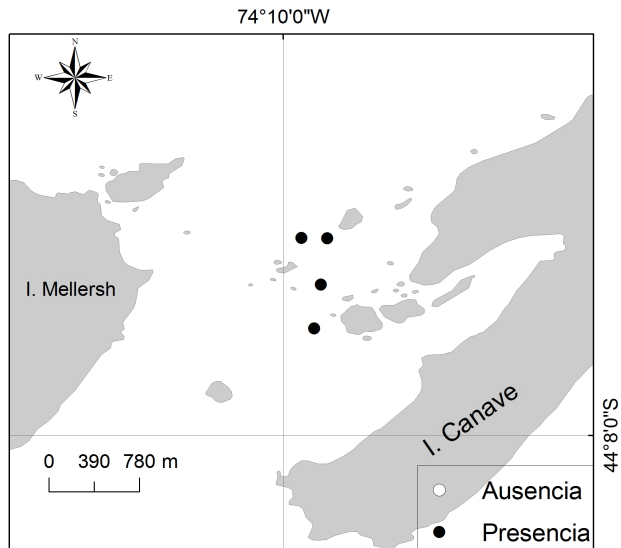 74°10'0"W
N
W E
S
I. Mellersh
I. Canave
44°8'0"S
0 390 780 m
Ausencia
Presencia